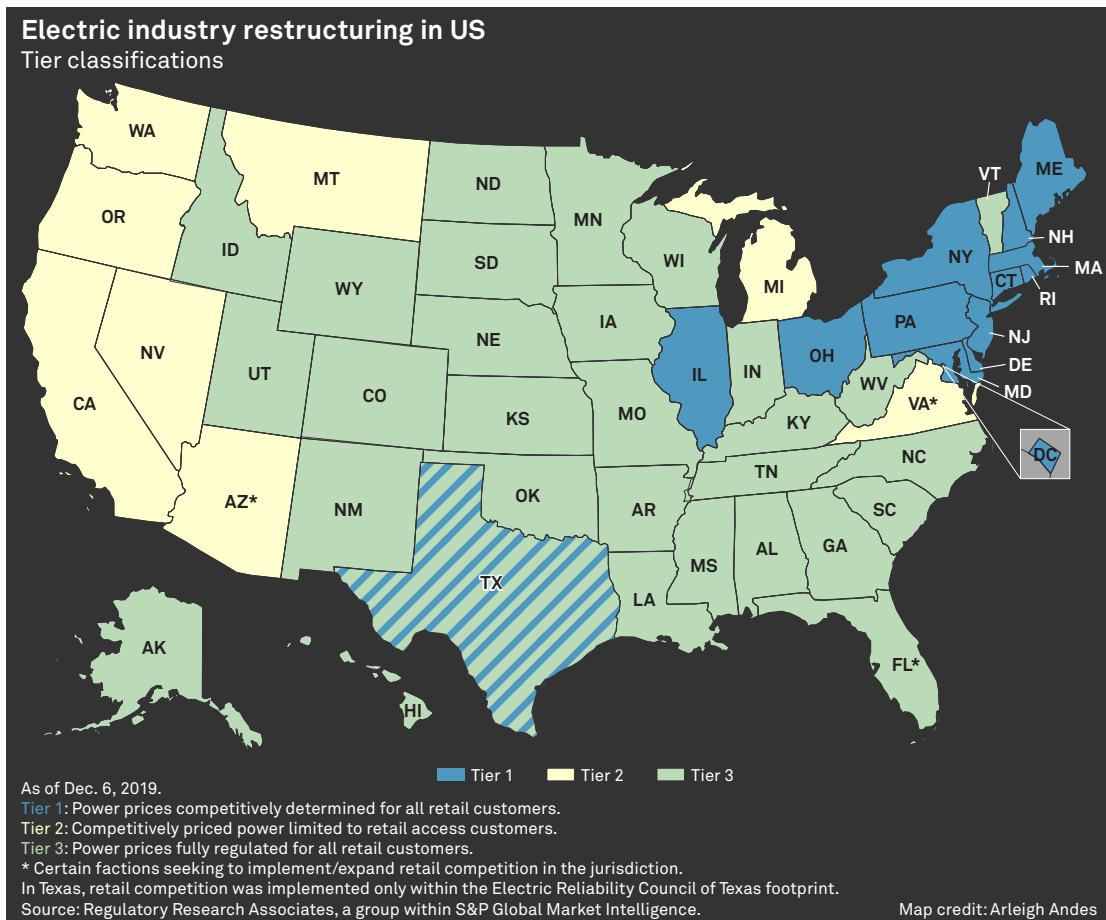 Electric industry restructuring in US
Tier classifications
WA
MT
ND
MN
VT
ME
OR
ID
SD
WI
NY
NH
MA
WY
MI
CT
RI
NV
NE
IA
PA
NJ
UT
CO
IL
IN
OH
DE
CA
KS
MO
WV
MD
KY
VA*
DC
NC
TN
AZ*
NM
OK
AR
SC
MS
AL
GA
TX
LA
AK
FL*
HI
Tier 1 Tier 2 Tier 3
As of Dec. 6, 2019.
Tier 1: Power prices competitively determined for all retail customers.
Tier 2: Competitively priced power limited to retail access customers.
Tier 3: Power prices fully regulated for all retail customers.
* Certain factions seeking to implement/expand retail competition in the jurisdiction.
In Texas, retail competition was implemented only within the Electric Reliability Council of Texas footprint.
Source: Regulatory Research Associates, a group within S&P Global Market Intelligence. Map credit: Arleigh Andes